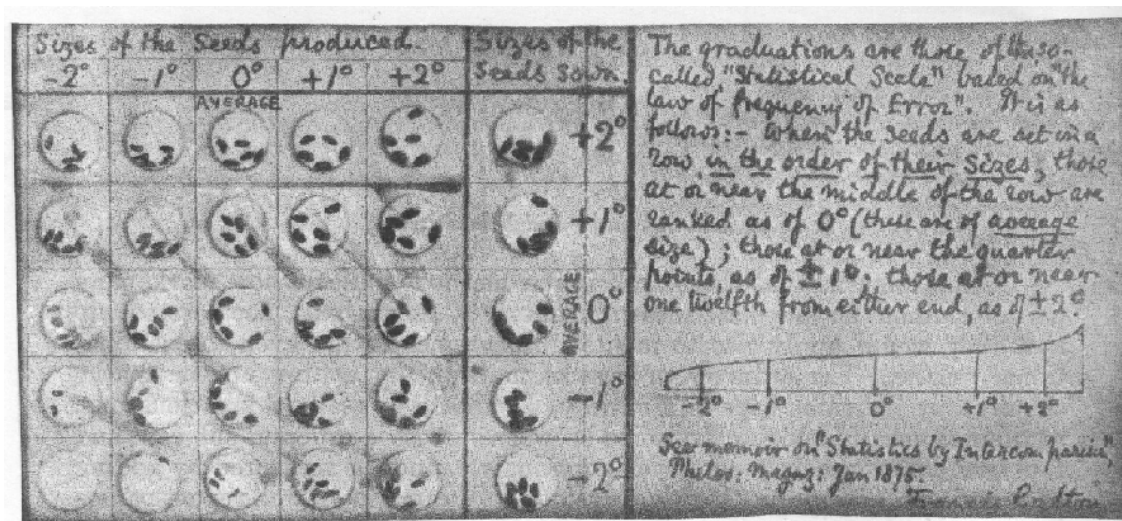 Sizes of the Seeds produced.
-2° -1° 0° +1° +2°
AVERAGE
Sizes of the
Seeds Sown.
+2°
+1°
0°
AVERAGE
-1°
-2°
The graduations are those of the so-
called "Statistical Scale" based on "the
law of frequency of Error". It is as
follows:- When the seeds are set in a
row in the order of their sizes, those
at or near the middle of the row are
ranked as of 0° (these are of average
size); those at or near the quarter
points, as of ±1°: those at or near
one twelfth from either end, as of ±2°.
-2° -1° 0° +1° +2°
See memoir on "Statistics by Intercomparison",
Philos. Magaz: Jan 1875.